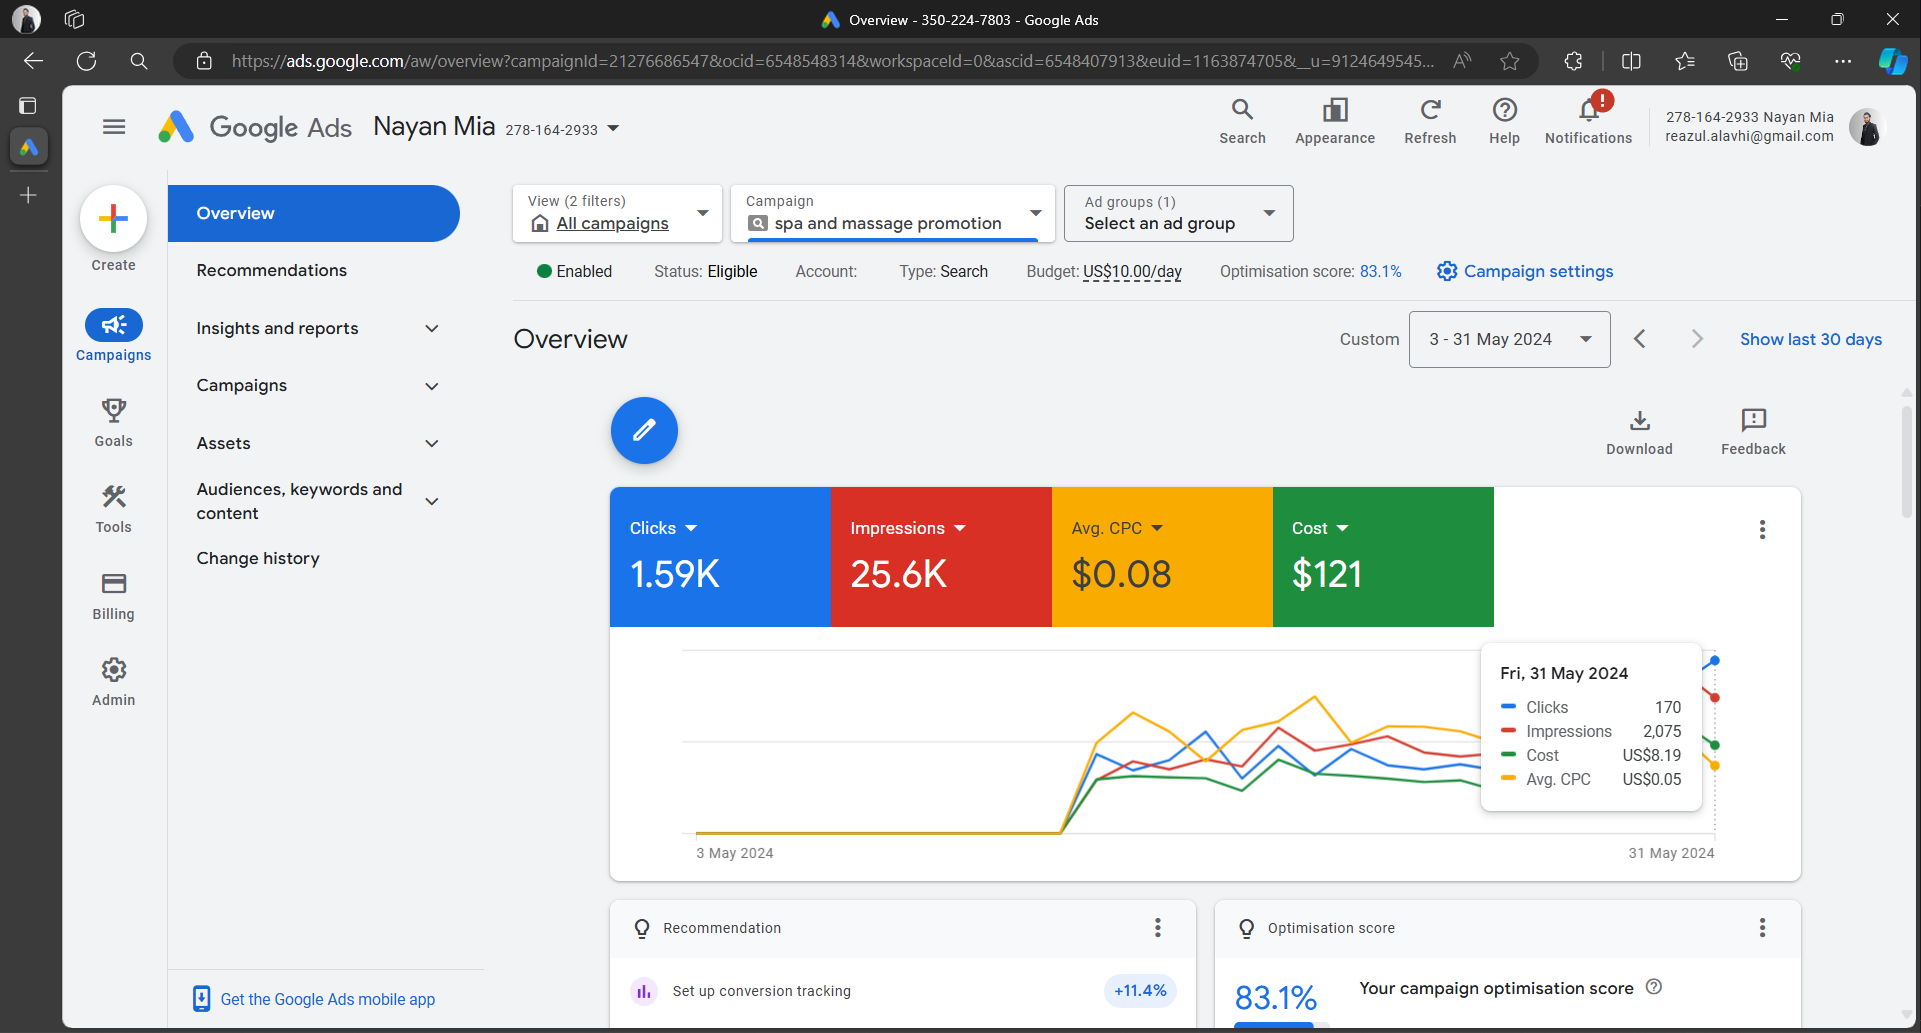 Overview - 350-224-7803 - Google Ads
https://ads.google.com/aw/overview?campaignId=21276686547&ocid=6548548314&workspaceId=0&ascid=6548407913&euid=1163874705&__u=9124649545...
Google Ads
Nayan Mia 278-164-2933
Search
Appearance
Refresh
Help
!
Notifications
278-164-2933 Nayan Mia
reazul.alavhi@gmail.com
Create
Campaigns
Goals
Tools
Billing
Admin
Overview
Recommendations
Insights and reports
Campaigns
Assets
Audiences, keywords and
content
Change history
Get the Google Ads mobile app
View (2 filters)
All campaigns
Campaign
spa and massage promotion
Ad groups (1)
Select an ad group
Enabled
Status: Eligible
Account:
Type: Search
Budget: US$10.00/day
Optimisation score: 83.1%
Campaign settings
Overview
Custom
3 - 31 May 2024
Show last 30 days
Download
Feedback
Clicks
1.59K
Impressions
25.6K
Avg. CPC
$0.08
Cost
$121
Fri, 31 May 2024
Clicks 170
Impressions 2,075
Cost US$8.19
Avg. CPC US$0.05
3 May 2024
31 May 2024
Recommendation
Set up conversion tracking
+11.4%
Optimisation score
83.1%
Your campaign optimisation score